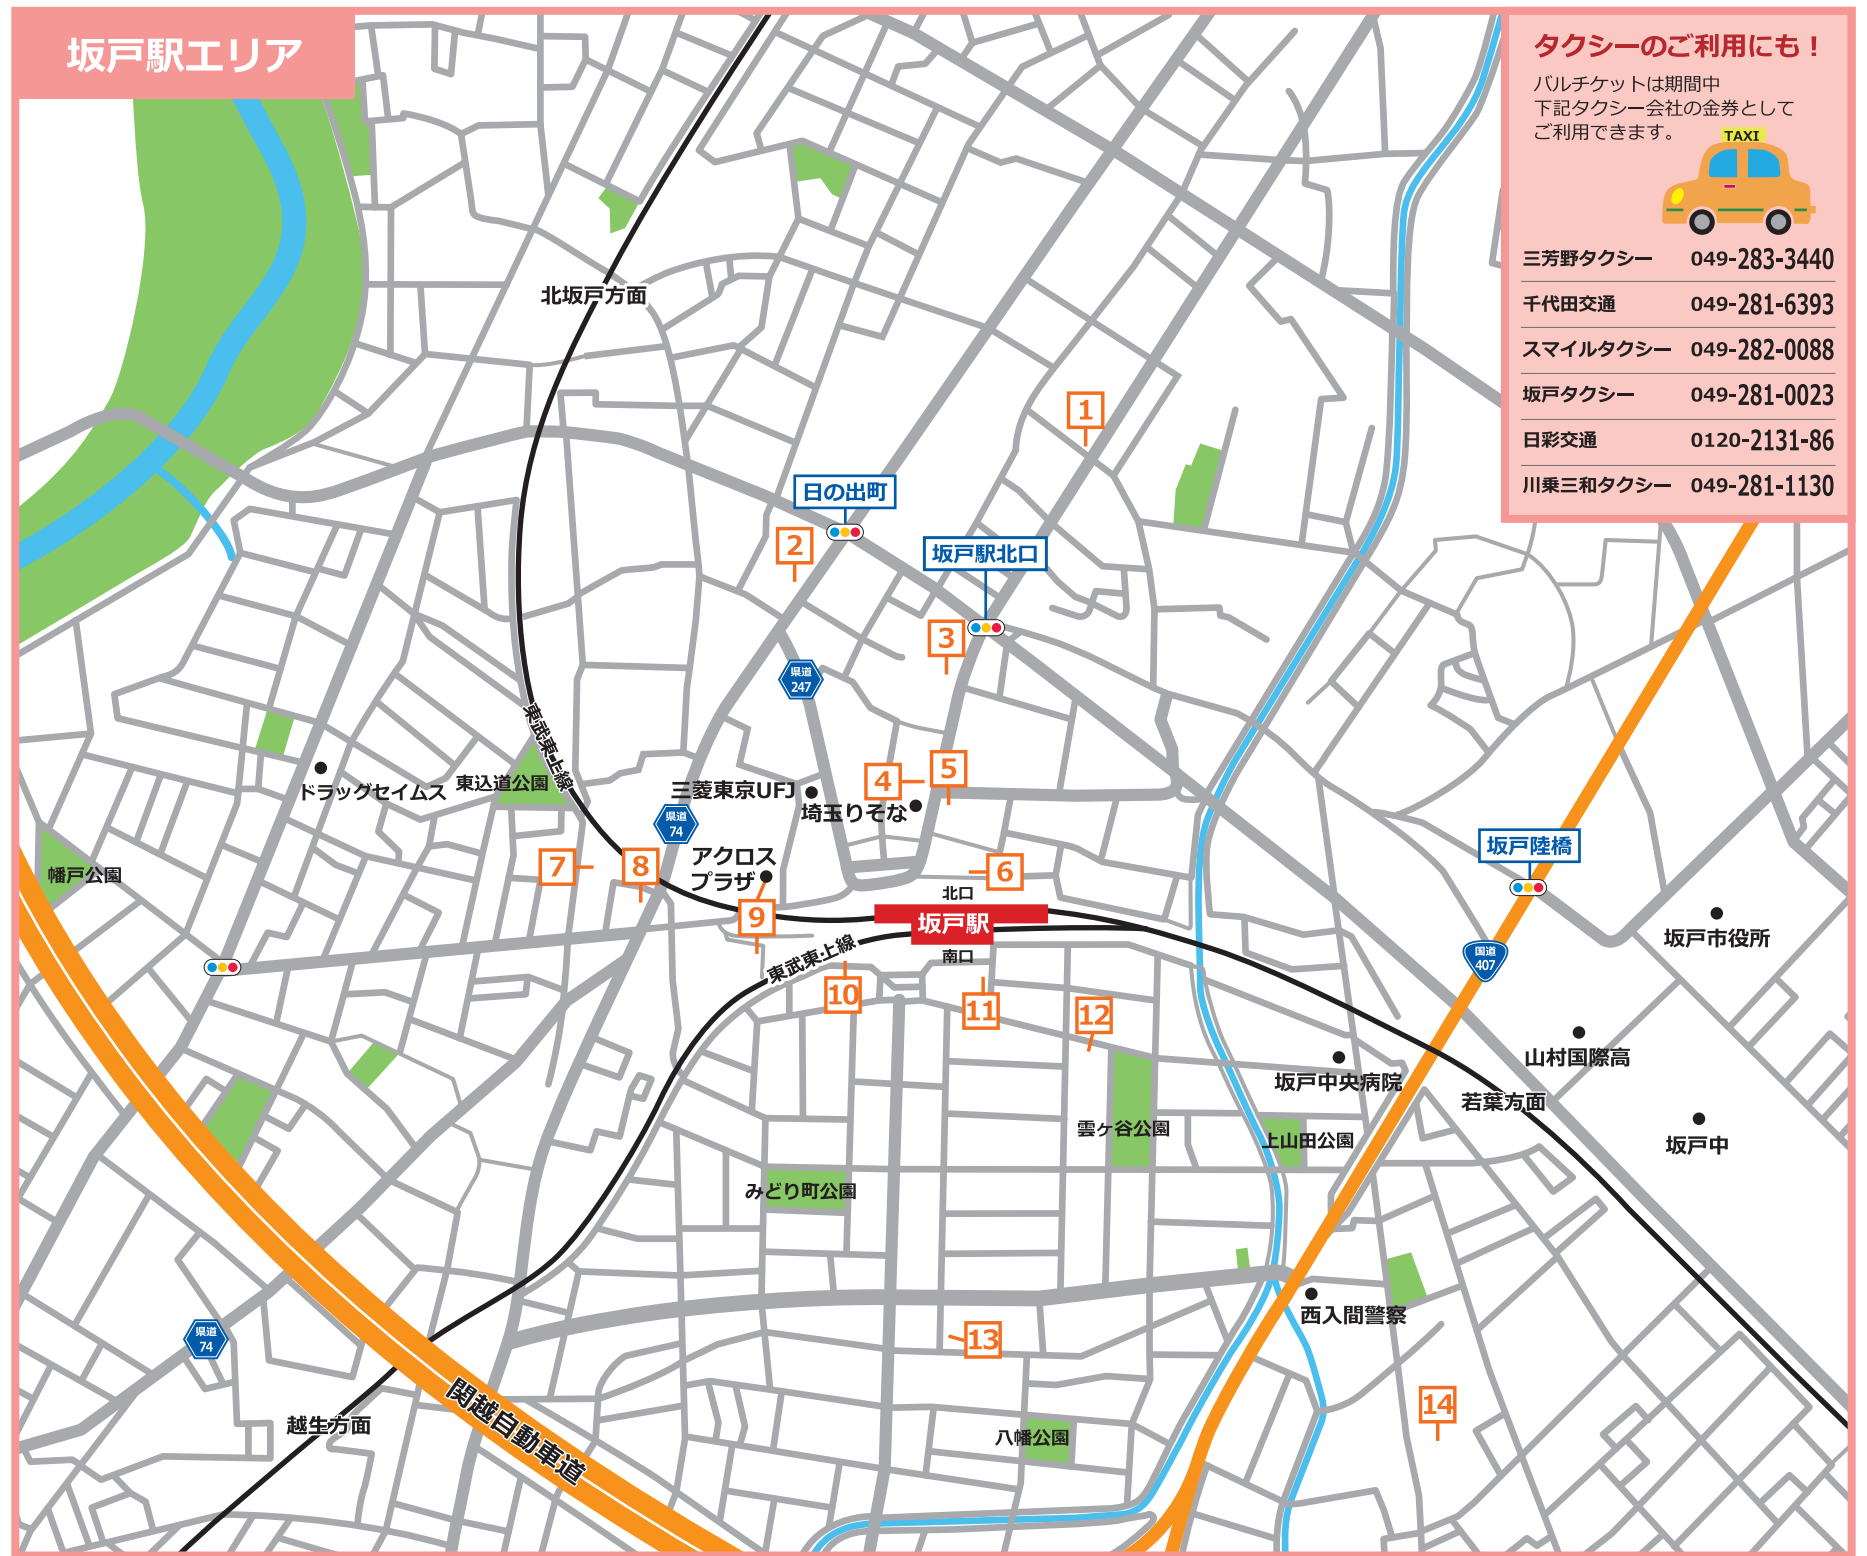 坂戸駅エリア
タクシーのご利用にも！
バルチケットは期間中
下記タクシー会社の金券として
ご利用できます。
TAXI
三芳野タクシー 049-283-3440
千代田交通 049-281-6393
スマイルタクシー 049-282-0088
坂戸タクシー 049-281-0023
日彩交通 0120-2131-86
川乗三和タクシー 049-281-1130
北坂戸方面
1
日の出町
2
坂戸駅北口
3
県道
247
東武東上線
ドラッグセイムス
東込道公園
三菱東京UFJ
埼玉りそな
4
5
県道
74
坂戸陸橋
幡戸公園
7
8
アクロス
プラザ
6
北口
9
坂戸駅
南口
東武東上線
坂戸市役所
国道
407
10
11
12
山村国際高
坂戸中央病院
若葉方面
雲ヶ谷公園
上山田公園
坂戸中
みどり町公園
西入間警察
県道
74
13
関越自動車道
越生方面
14
八幡公園